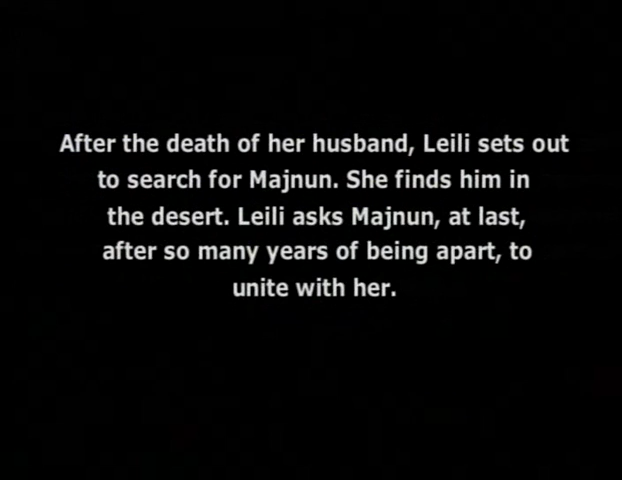 After the death of her husband, Leili sets out
to search for Majnun. She finds him in
the desert. Leili asks Majnun, at last,
after so many years of being apart, to
unite with her.